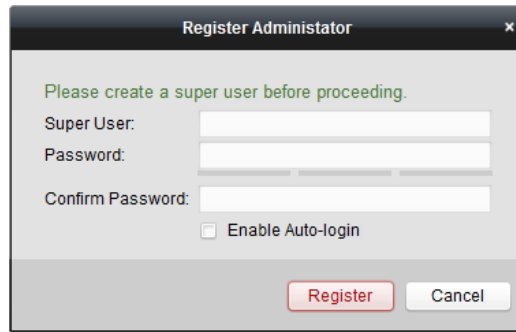 Register Administator
×
Please create a super user before proceeding.
Super User:
Password:
Confirm Password:
Enable Auto-login
Register
Cancel